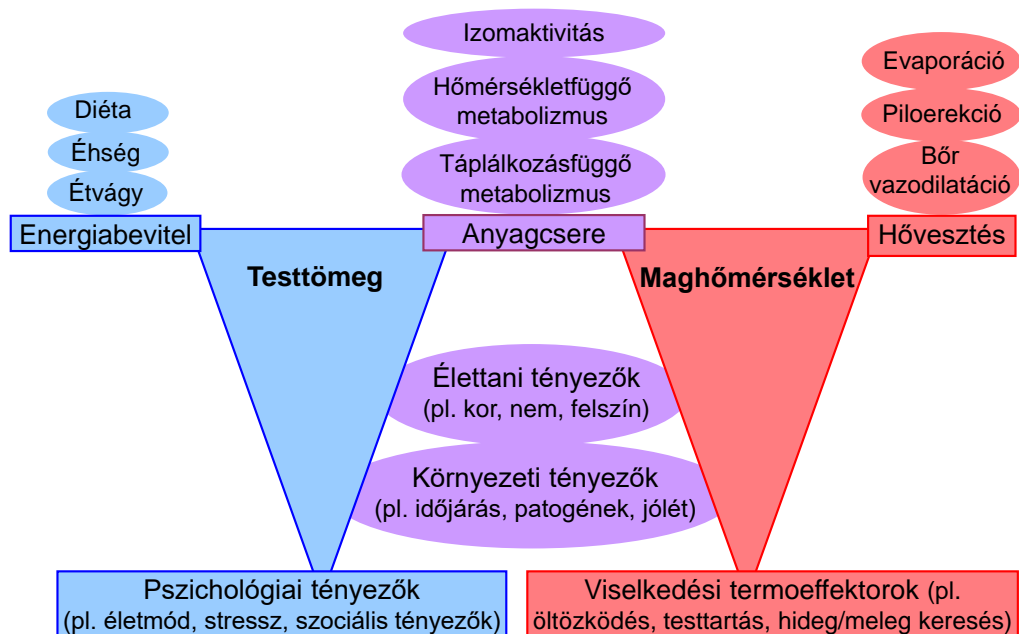 Izomaktivitás
Hőmérsékletfüggő
metabolizmus
Táplálkozásfüggő
metabolizmus
Evaporáció
Piloerekció
Bőr
vazodilatáció
Diéta
Éhség
Étvágy
Energiabevitel
Anyagcsere
Hővesztés
Testtömeg
Maghőmérséklet
Élettani tényezők
(pl. kor, nem, felszín)
Környezeti tényezők
(pl. időjárás, patogének, jólét)
Pszichológiai tényezők
(pl. életmód, stressz, szociális tényezők)
Viselkedési termoeffektorok (pl.
öltözködés, testtartás, hideg/meleg keresés)